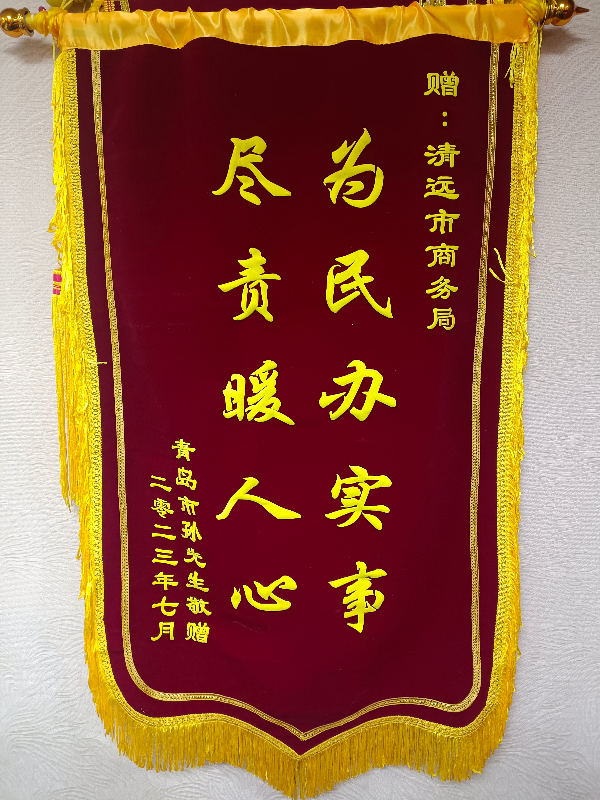 赠：清远市商务局
为民办实事
尽责暖人心
青岛市孙先生敬赠
二零二三年七月